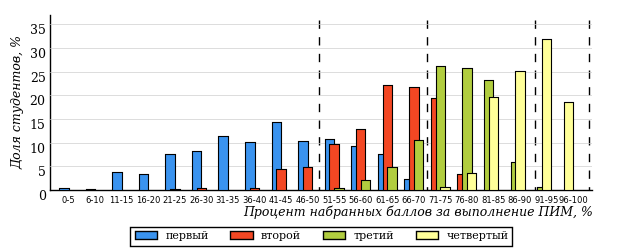 Доля студентов, %
35
30
25
20
15
10
5
0
0-5 6-10 11-15 16-20 21-25 26-30 31-35 36-40 41-45 46-50 51-55 56-60 61-65 66-70 71-75 76-80 81-85 86-90 91-95 96-100
Процент набранных баллов за выполнение ПИМ, %
первый второй третий четвертый